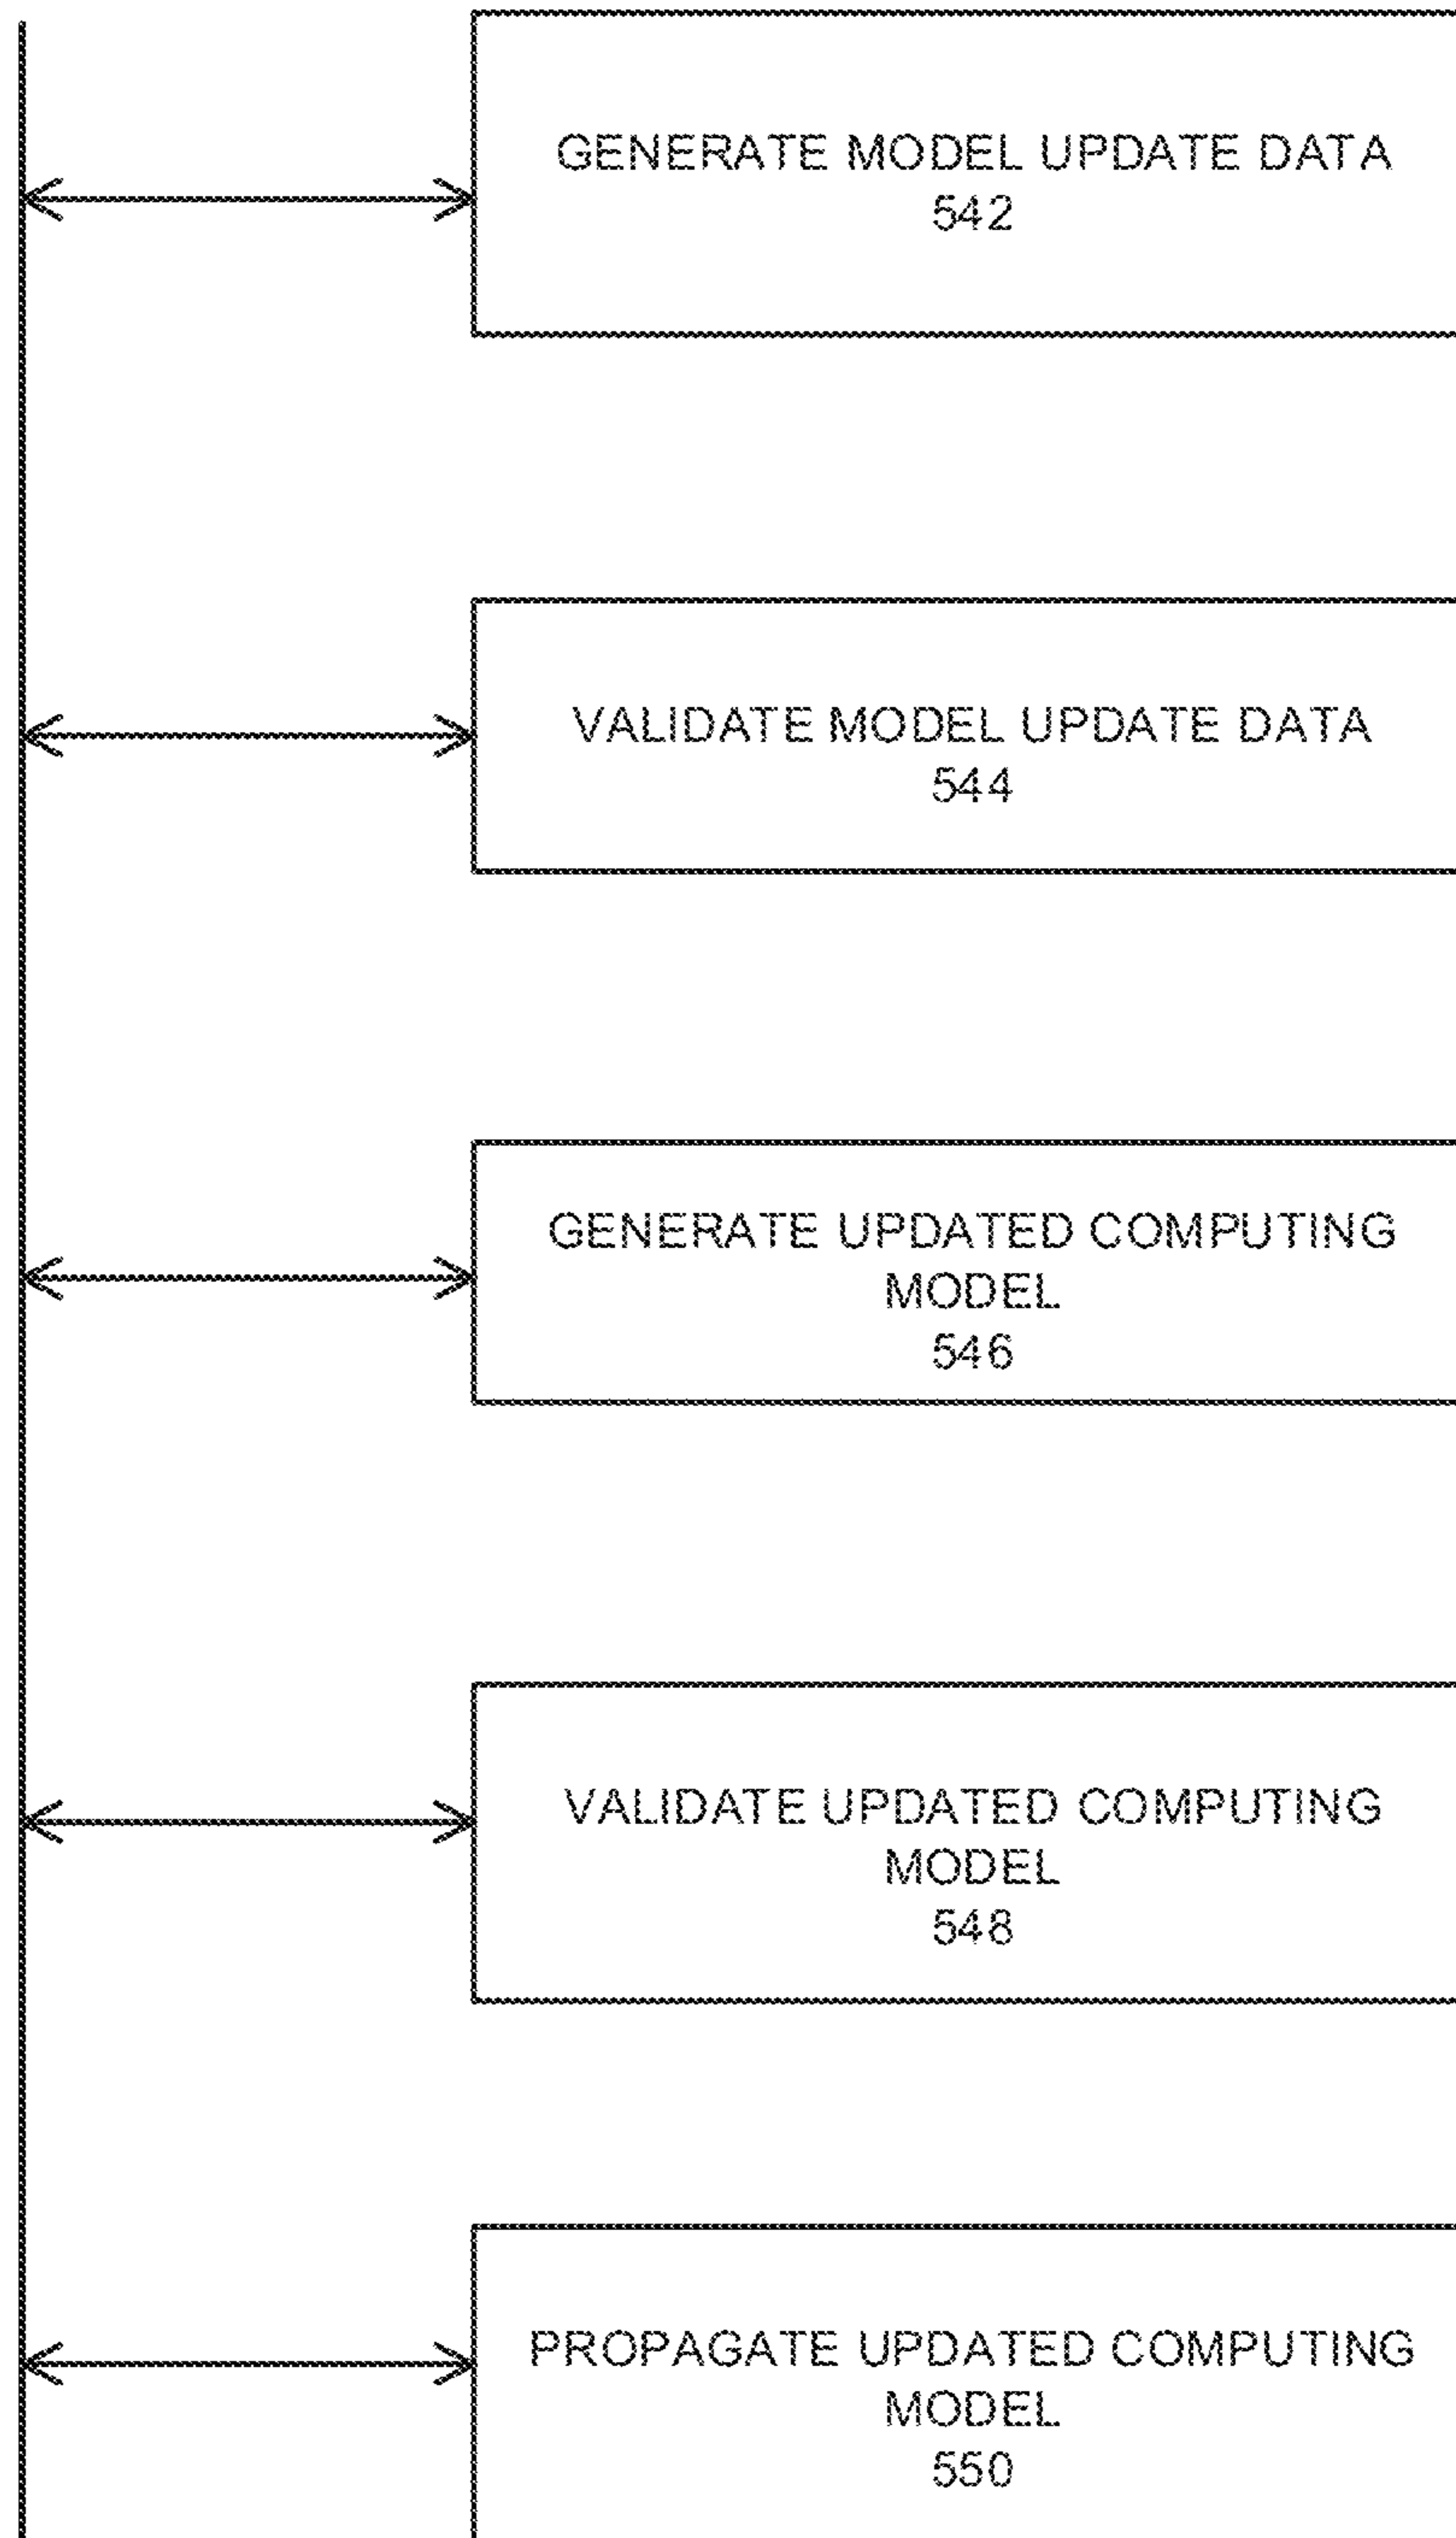 GENERATE MODEL UPDATE DATA
542
VALIDATE MODEL UPDATE DATA
544
GENERATE UPDATED COMPUTING
MODEL
546
VALIDATE UPDATED COMPUTING
MODEL
548
PROPAGATE UPDATED COMPUTING
MODEL
550